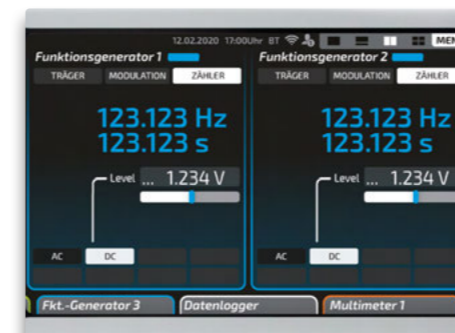 12.02.2020 17:00Uhr BT
Funktionsgenerator 1
TRÄGER MODULATION ZÄHLER
123.123 Hz
123.123 s
Level ... 1.234 V
AC DC
Funktionsgenerator 2
TRÄGER MODULATION ZÄHLER
123.123 Hz
123.123 s
Level ... 1.234 V
AC DC
Fkt.-Generator 3 Datenlogger Multimeter 1